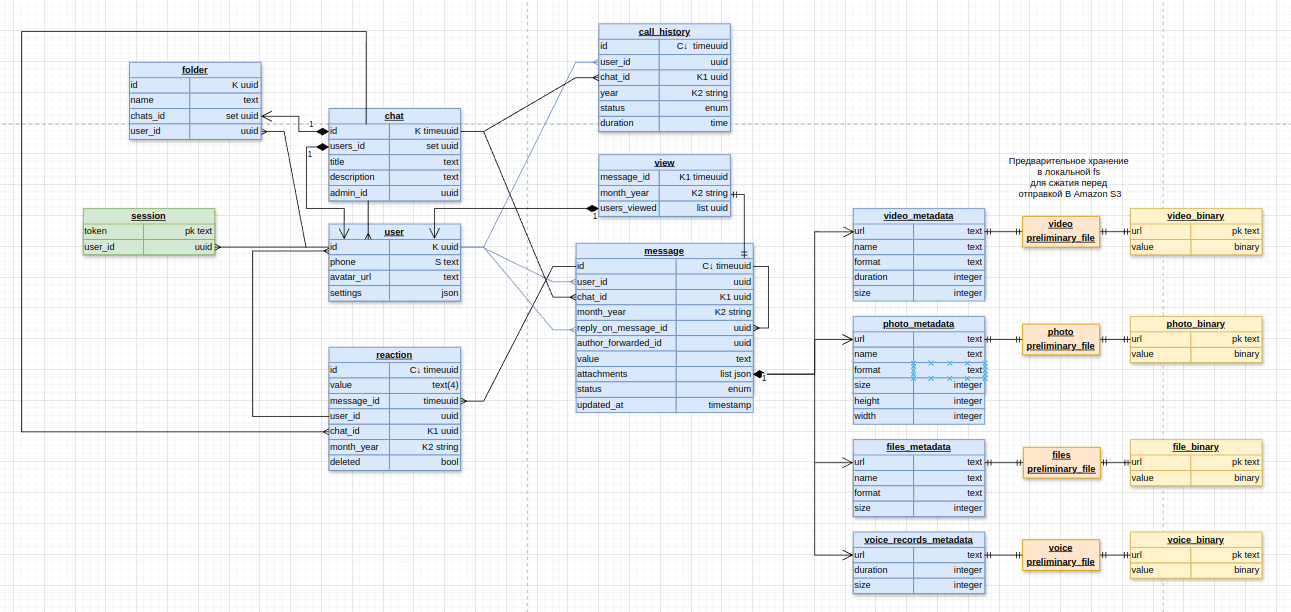 call_history
id C↓ timeuuid
user_id uuid
chat_id K1 uuid
year K2 string
status enum
duration time
folder
id K uuid
name text
chats_id set uuid
user_id uuid
1
chat
id K timeuuid
users_id set uuid
title text
description text
admin_id uuid
1
view
message_id K1 timeuuid
month_year K2 string
users_viewed list uuid
1
Предварительное хранение
в локальной fs
для сжатия перед
отправкой В Amazon S3
session
token pk text
user_id uuid
user
id K uuid
phone S text
avatar_url text
settings json
message
id C↓ timeuuid
user_id uuid
chat_id K1 uuid
month_year K2 string
reply_on_message_id uuid
author_forwarded_id uuid
value text
attachments list json
status enum
updated_at timestamp
1
reaction
id C↓ timeuuid
value text(4)
message_id timeuuid
user_id uuid
chat_id K1 uuid
month_year K2 string
deleted bool
video_metadata
url text
name text
format text
duration integer
size integer
video
preliminary_file
video_binary
url pk text
value binary
photo_metadata
url text
name text
format text
size integer
height integer
width integer
photo
preliminary_file
photo_binary
url pk text
value binary
files_metadata
url text
name text
format text
size integer
files
preliminary_file
file_binary
url pk text
value binary
voice_records_metadata
url text
duration integer
size integer
voice
preliminary_file
voice_binary
url pk text
value binary